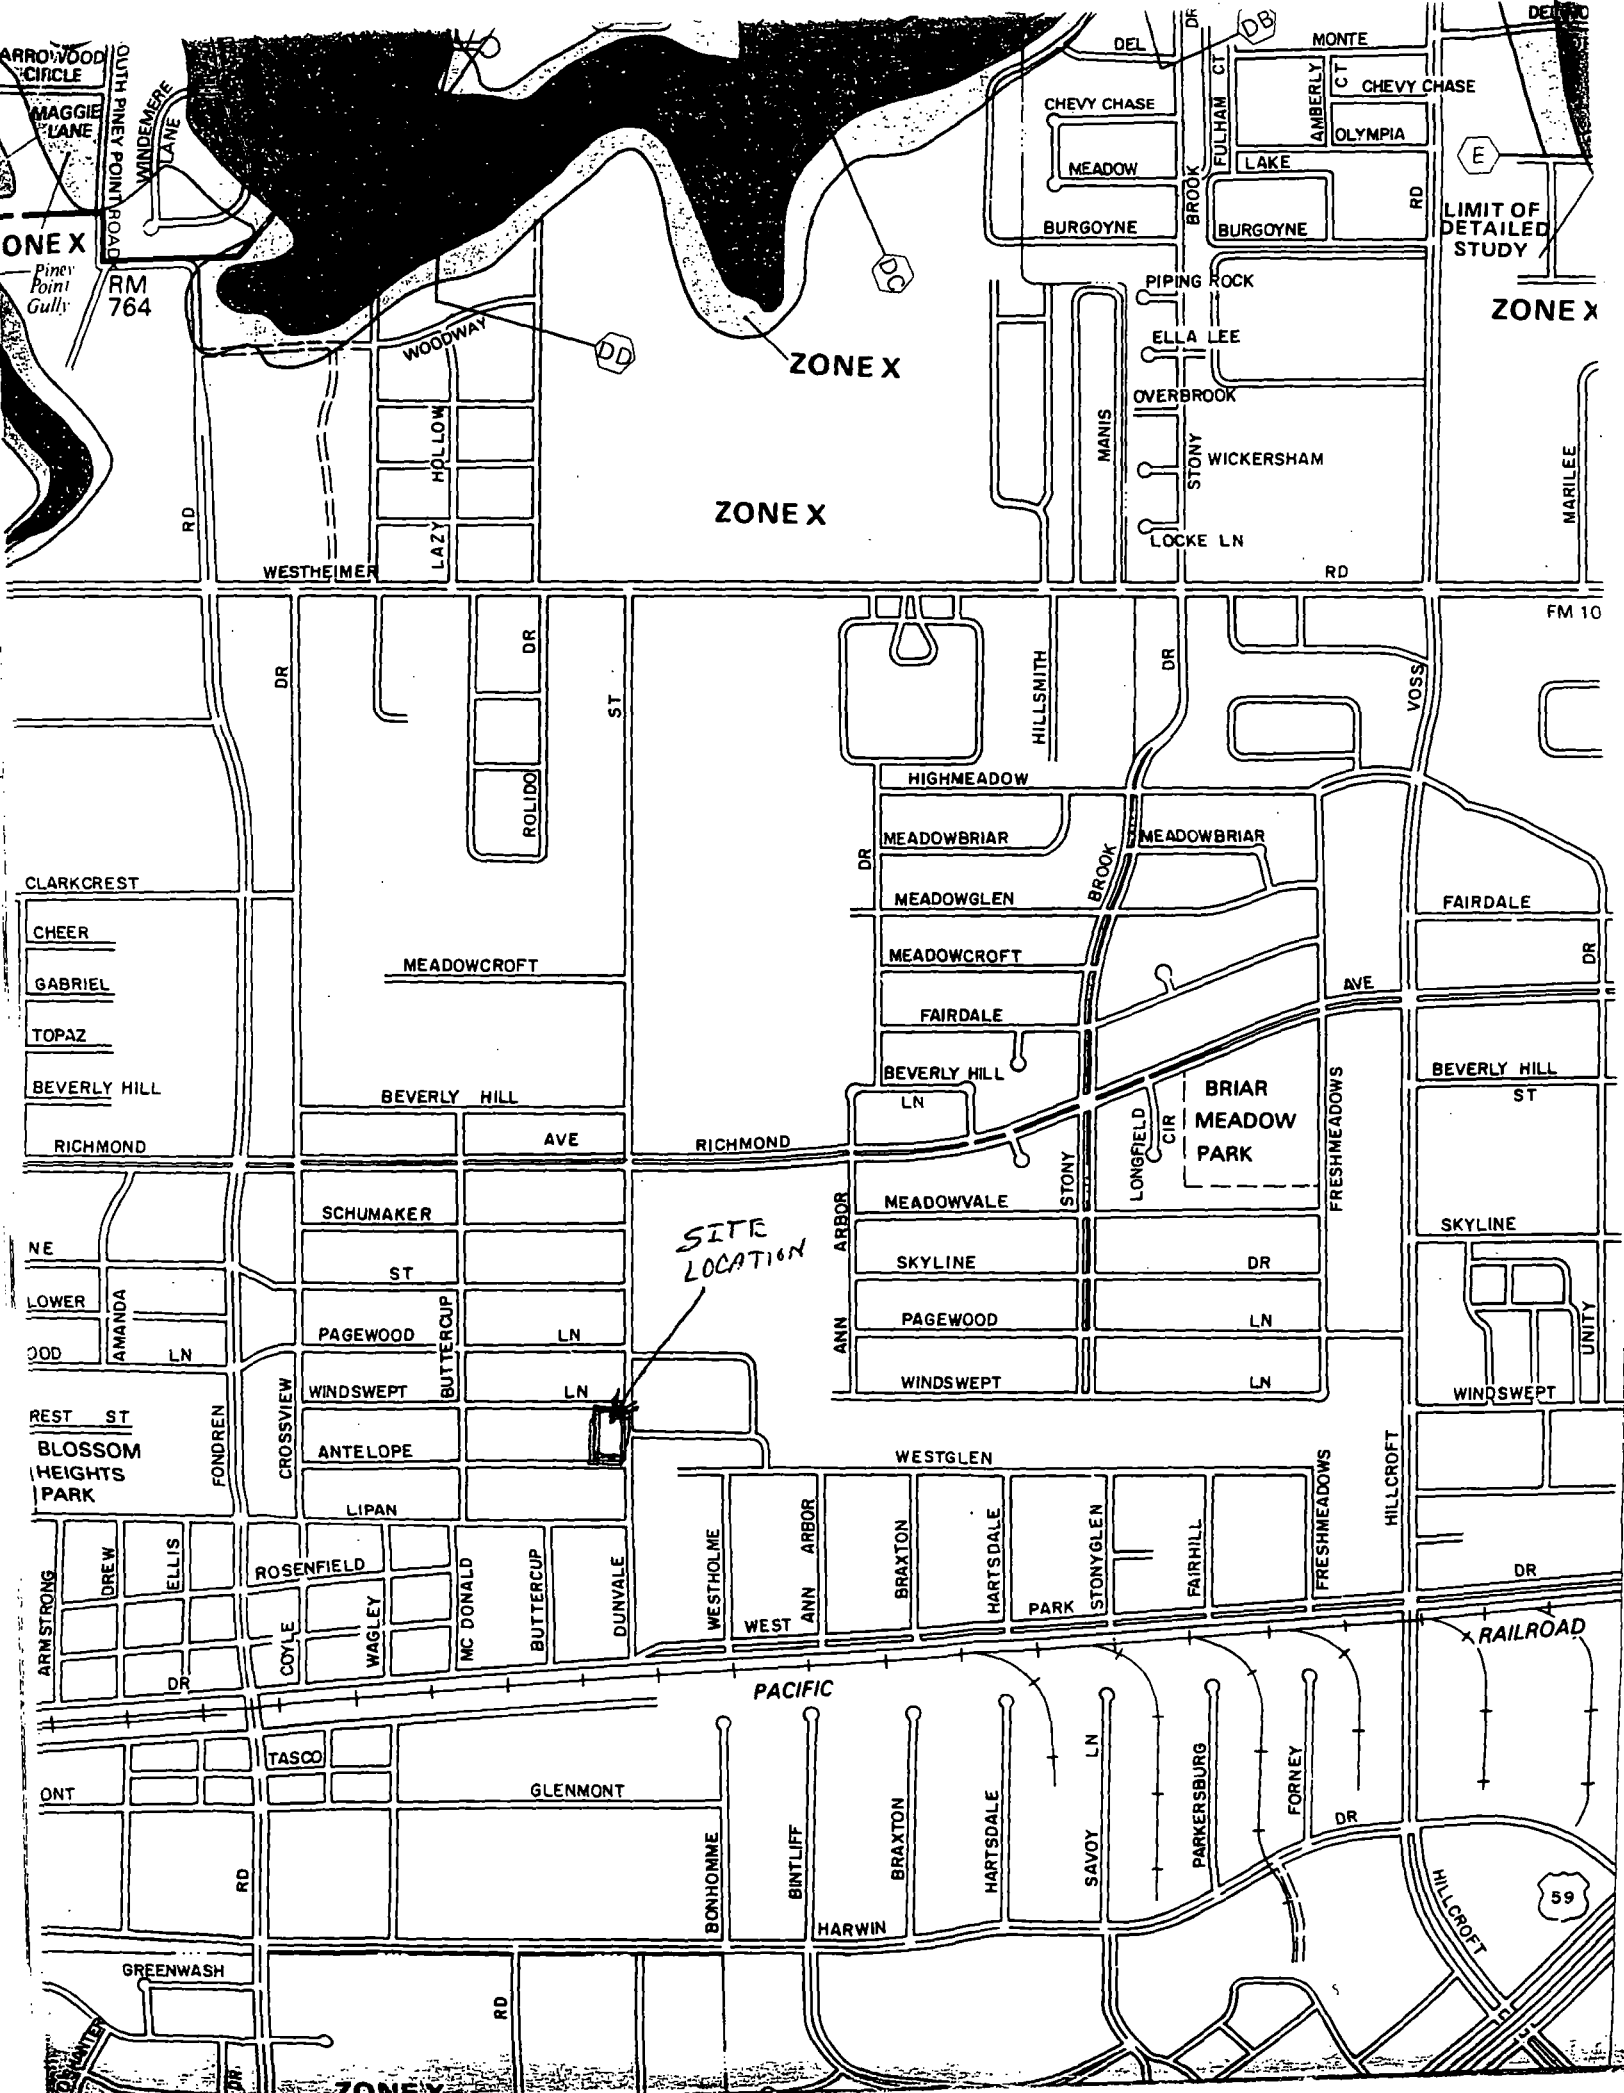 DEL
MONTE
DB
DR
ARROWOOD
CIRCLE
MAGGIE
LANE
OUTH PINEY POINT ROAD
WINDEMERE
LANE
CHEVY CHASE
FULHAM CT
AMBERLY
CT
CHEVY CHASE
OLYMPIA
LAKE
MEADOW
BROOK
BURGOYNE
BURGOYNE
RD
E
LIMIT OF
DETAILED
STUDY
ONE X
Piney
Point
Gully
RM
764
DC
DD
WOODWAY
PIPING ROCK
ELLA LEE
ZONE X
ZONE X
OVERBROOK
MANIS
STONY
WICKERSHAM
LOCKE LN
MARILEE
HOLLOW
LAZY
RD
ZONE X
WESTHEIMER
RD
FM 10
DR
DR
ST
ROLIDO
HILLSMITH
DR
VOSS
HIGHMEADOW
MEADOWBRIAR
MEADOWBRIAR
DR
BROOK
MEADOWGLEN
FAIRDALE
DR
CLARKCREST
CHEER
GABRIEL
TOPAZ
BEVERLY HILL
MEADOWCROFT
MEADOWCROFT
FAIRDALE
AVE
BEVERLY HILL
LN
BEVERLY HILL
BEVERLY HILL
ST
BRIAR
MEADOW
PARK
LONGFIELD
CIR
FRESHMEADOWS
RICHMOND
AVE
RICHMOND
STONY
SCHUMAKER
MEADOWVALE
ARBOR
SITE
LOCATION
SKYLINE
NE
ST
SKYLINE
DR
LOWER
AMANDA
BUTTERCUP
PAGEWOOD
LN
ANN
PAGEWOOD
LN
UNITY
OOD
LN
WINDSWEPT
LN
WINDSWEPT
LN
WINDSWEPT
REST ST
BLOSSOM
HEIGHTS
PARK
FONDREN
CROSSVIEW
ANTELOPE
WESTGLEN
HILLCROFT
LIPAN
ARMSTRONG
DREW
ELLIS
ROSENFIELD
COYLE
WAGLEY
MC DONALD
BUTTERCUP
DUNVALE
WESTHOLME
ANN ARBOR
BRAXTON
HARTSDALE
STONYGLEN
FAIRHILL
FRESHMEADOWS
WEST
PARK
DR
DR
PACIFIC
RAILROAD
TASCO
ONT
GLENMONT
RD
BONHOMME
BINTLIFF
BRAXTON
HARTSDALE
SAVOY LN
PARKERSBURG
FORNEY
DR
HARWIN
HILLCROFT
59
GREENWASH
RD
DR
ZONE X